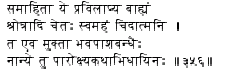 समाहिता ये प्रविलाप्य बाह्यं
श्रोत्रादि चेतः स्वमहं चिदात्मनि ।
त एव मुक्ता भवपाशबन्धैः
नान्ये तु पारोक्ष्यकथाभिधायिनः ॥३५६॥